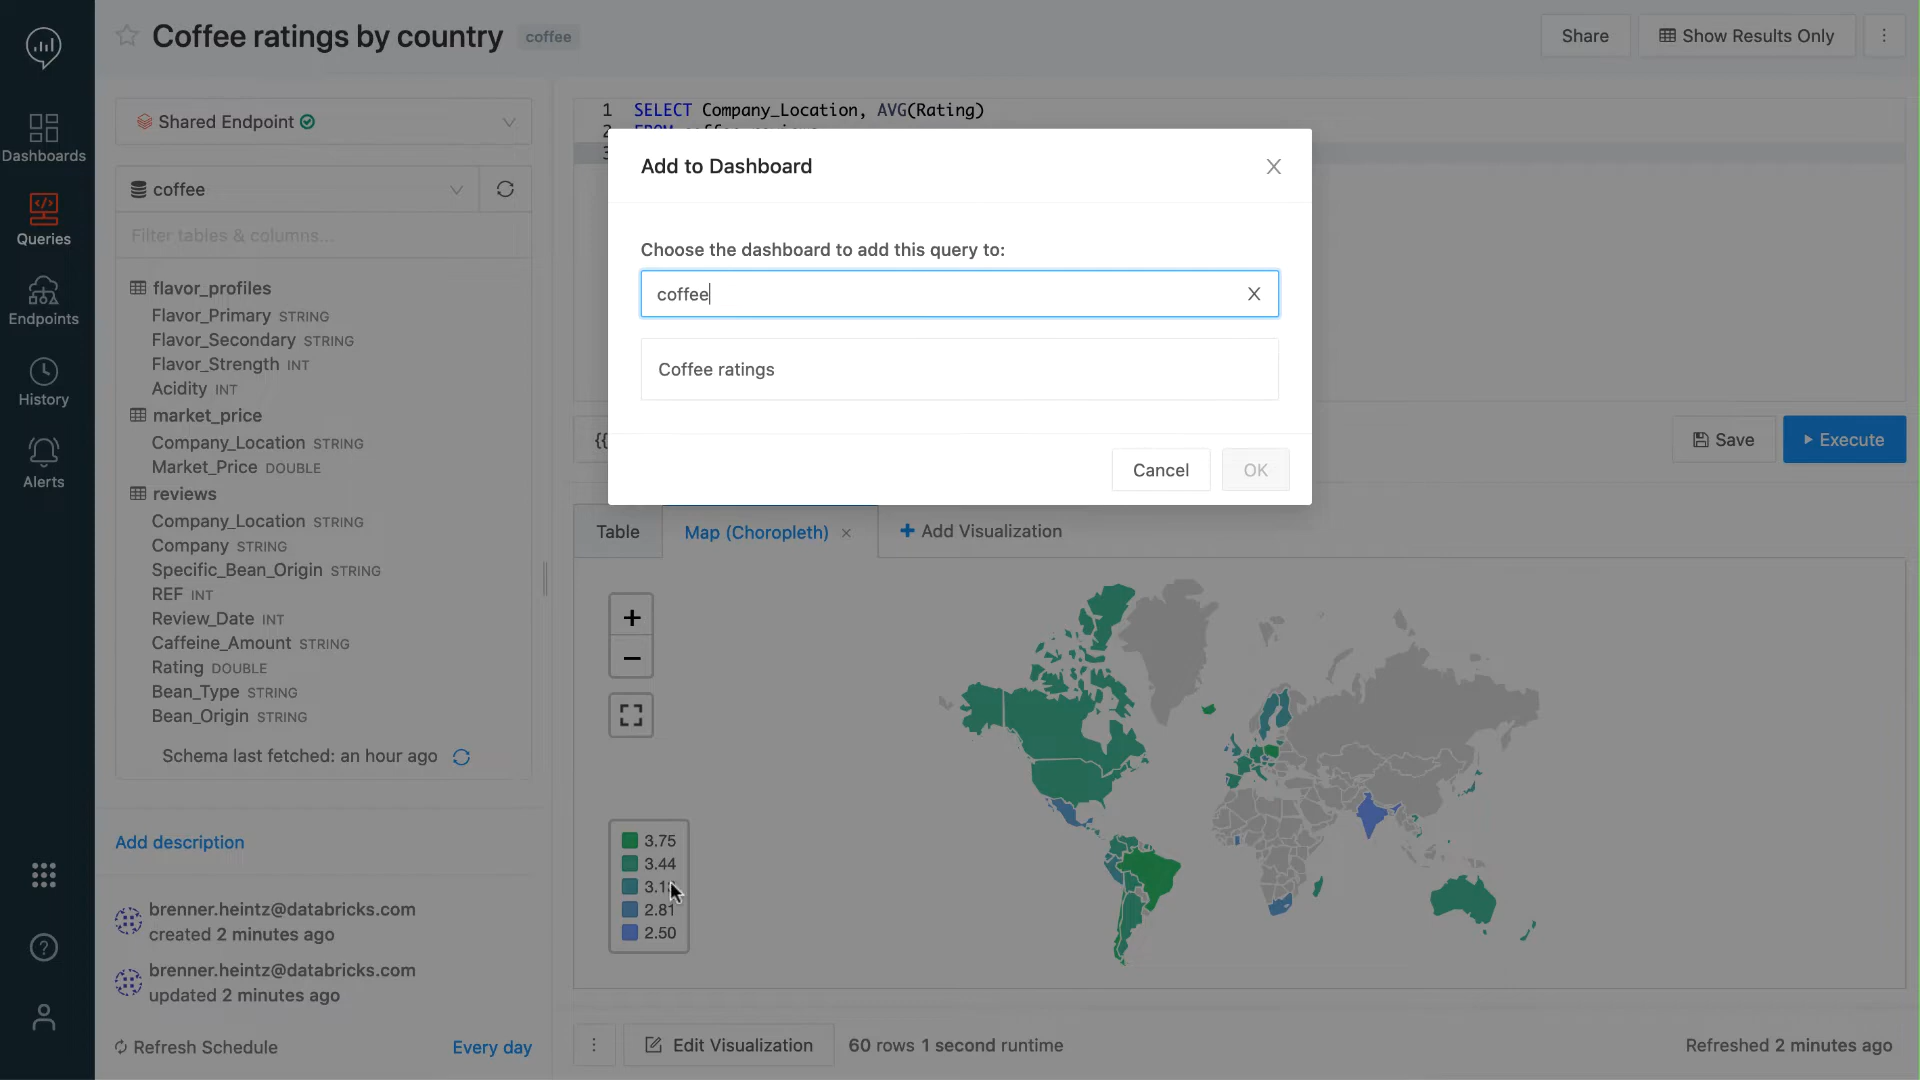 Coffee ratings by country
coffee
Share
Show Results Only
Dashboards
Queries
Endpoints
History
Alerts
Shared Endpoint
coffee
Filter tables & columns...
flavor_profiles
Flavor_Primary STRING
Flavor_Secondary STRING
Flavor_Strength INT
Acidity INT
market_price
Company_Location STRING
Market_Price DOUBLE
reviews
Company_Location STRING
Company STRING
Specific_Bean_Origin STRING
REF INT
Review_Date INT
Caffeine_Amount STRING
Rating DOUBLE
Bean_Type STRING
Bean_Origin STRING
Schema last fetched: an hour ago
Add description
brenner.heintz@databricks.com
created 2 minutes ago
brenner.heintz@databricks.com
updated 2 minutes ago
Refresh Schedule
Every day
1 SELECT Company_Location, AVG(Rating)
2
3
Add to Dashboard
Choose the dashboard to add this query to:
coffee
Coffee ratings
Cancel
OK
{{
Save
Execute
Table
Map (Choropleth)
Add Visualization
+
−
3.75
3.44
3.1
2.81
2.50
Edit Visualization
60 rows 1 second runtime
Refreshed 2 minutes ago